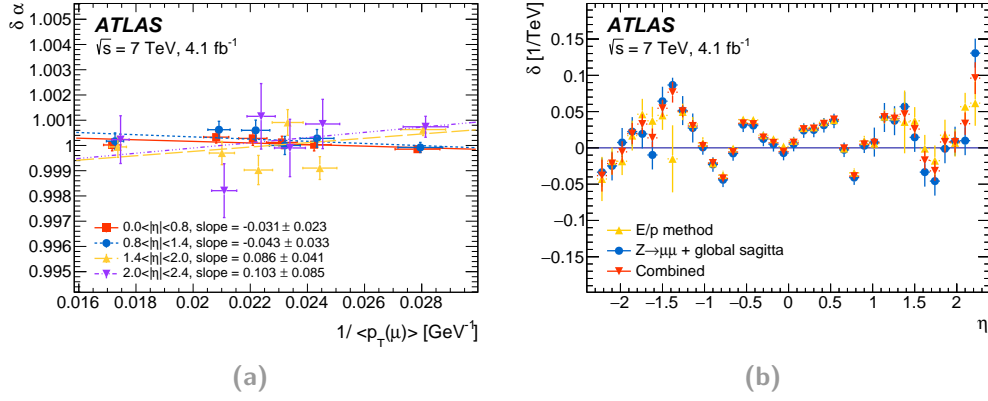 δ α
1.005
1.004
1.003
1.002
1.001
1
0.999
0.998
0.997
0.996
0.995
ATLAS
√s = 7 TeV, 4.1 fb⁻¹
0.0<|η|<0.8, slope = -0.031 ± 0.023
0.8<|η|<1.4, slope = -0.043 ± 0.033
1.4<|η|<2.0, slope = 0.086 ± 0.041
2.0<|η|<2.4, slope = 0.103 ± 0.085
0.016 0.018 0.02 0.022 0.024 0.026 0.028
1/ <p_T(μ)> [GeV⁻¹]
(a)
δ [1/TeV]
0.15
0.1
0.05
0
−0.05
−0.1
−0.15
ATLAS
√s = 7 TeV, 4.1 fb⁻¹
E/p method
Z→μμ + global sagitta
Combined
−2 −1.5 −1 −0.5 0 0.5 1 1.5 2
η
(b)